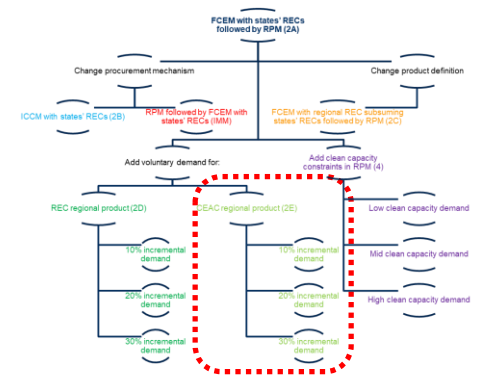 FCEM with states' RECs
followed by RPM (2A)
Change procurement mechanism
Change product definition
ICCM with states' RECs (2B)
RPM followed by FCEM with
states' RECs (IMM)
FCEM with regional REC subsuming
states' RECs followed by RPM (2C)
Add voluntary demand for:
Add clean capacity
constraints in RPM (4)
REC regional product (2D)
CEAC regional product (2E)
Low clean capacity demand
10% incremental
demand
10% incremental
demand
Mid clean capacity demand
20% incremental
demand
20% incremental
demand
High clean capacity demand
30% incremental
demand
30% incremental
demand